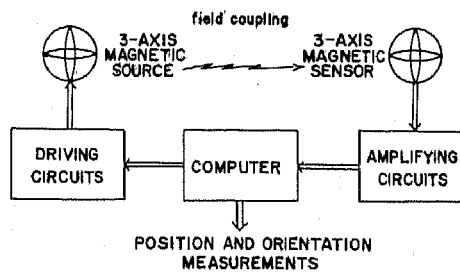 field coupling
3-AXIS
MAGNETIC
SOURCE
3-AXIS
MAGNETIC
SENSOR
DRIVING
CIRCUITS
COMPUTER
AMPLIFYING
CIRCUITS
POSITION AND ORIENTATION
MEASUREMENTS